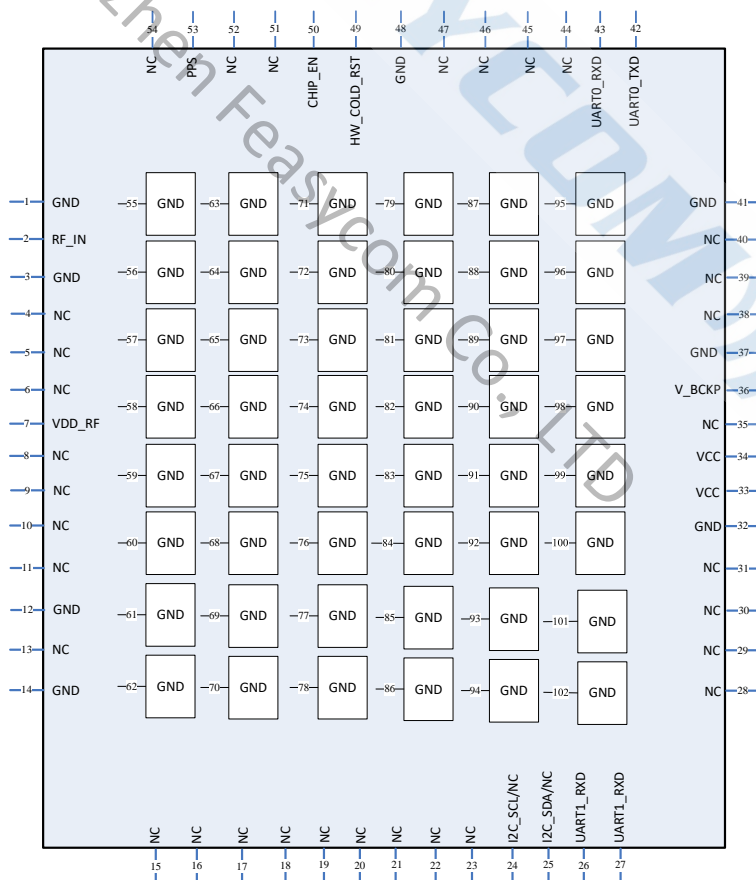 54 53 52 51 50 49 48 47 46 45 44 43 42
NC PPS NC NC CHIP_EN HW_COLD_RST GND NC NC NC NC UART0_RXD UART0_TXD
1 GND 55 GND 63 GND 71 GND 79 GND 87 GND 95 GND GND 41
2 RF_IN NC 40
3 GND 56 GND 64 GND 72 GND 80 GND 88 GND 96 GND NC 39
4 NC NC 38
5 NC 57 GND 65 GND 73 GND 81 GND 89 GND 97 GND GND 37
6 NC V_BCKP 36
7 VDD_RF 58 GND 66 GND 74 GND 82 GND 90 GND 98 GND NC 35
8 NC VCC 34
9 NC 59 GND 67 GND 75 GND 83 GND 91 GND 99 GND VCC 33
10 NC 60 GND 68 GND 76 GND 84 GND 92 GND 100 GND GND 32
11 NC NC 31
12 GND 61 GND 69 GND 77 GND 85 GND 93 GND 101 GND NC 30
13 NC NC 29
14 GND 62 GND 70 GND 78 GND 86 GND 94 GND 102 GND NC 28
NC NC NC NC NC NC NC NC NC I2C_SCL/NC I2C_SDA/NC UART1_RXD UART1_RXD
15 16 17 18 19 20 21 22 23 24 25 26 27
zhen Feasycom Co., LTD
YCOM